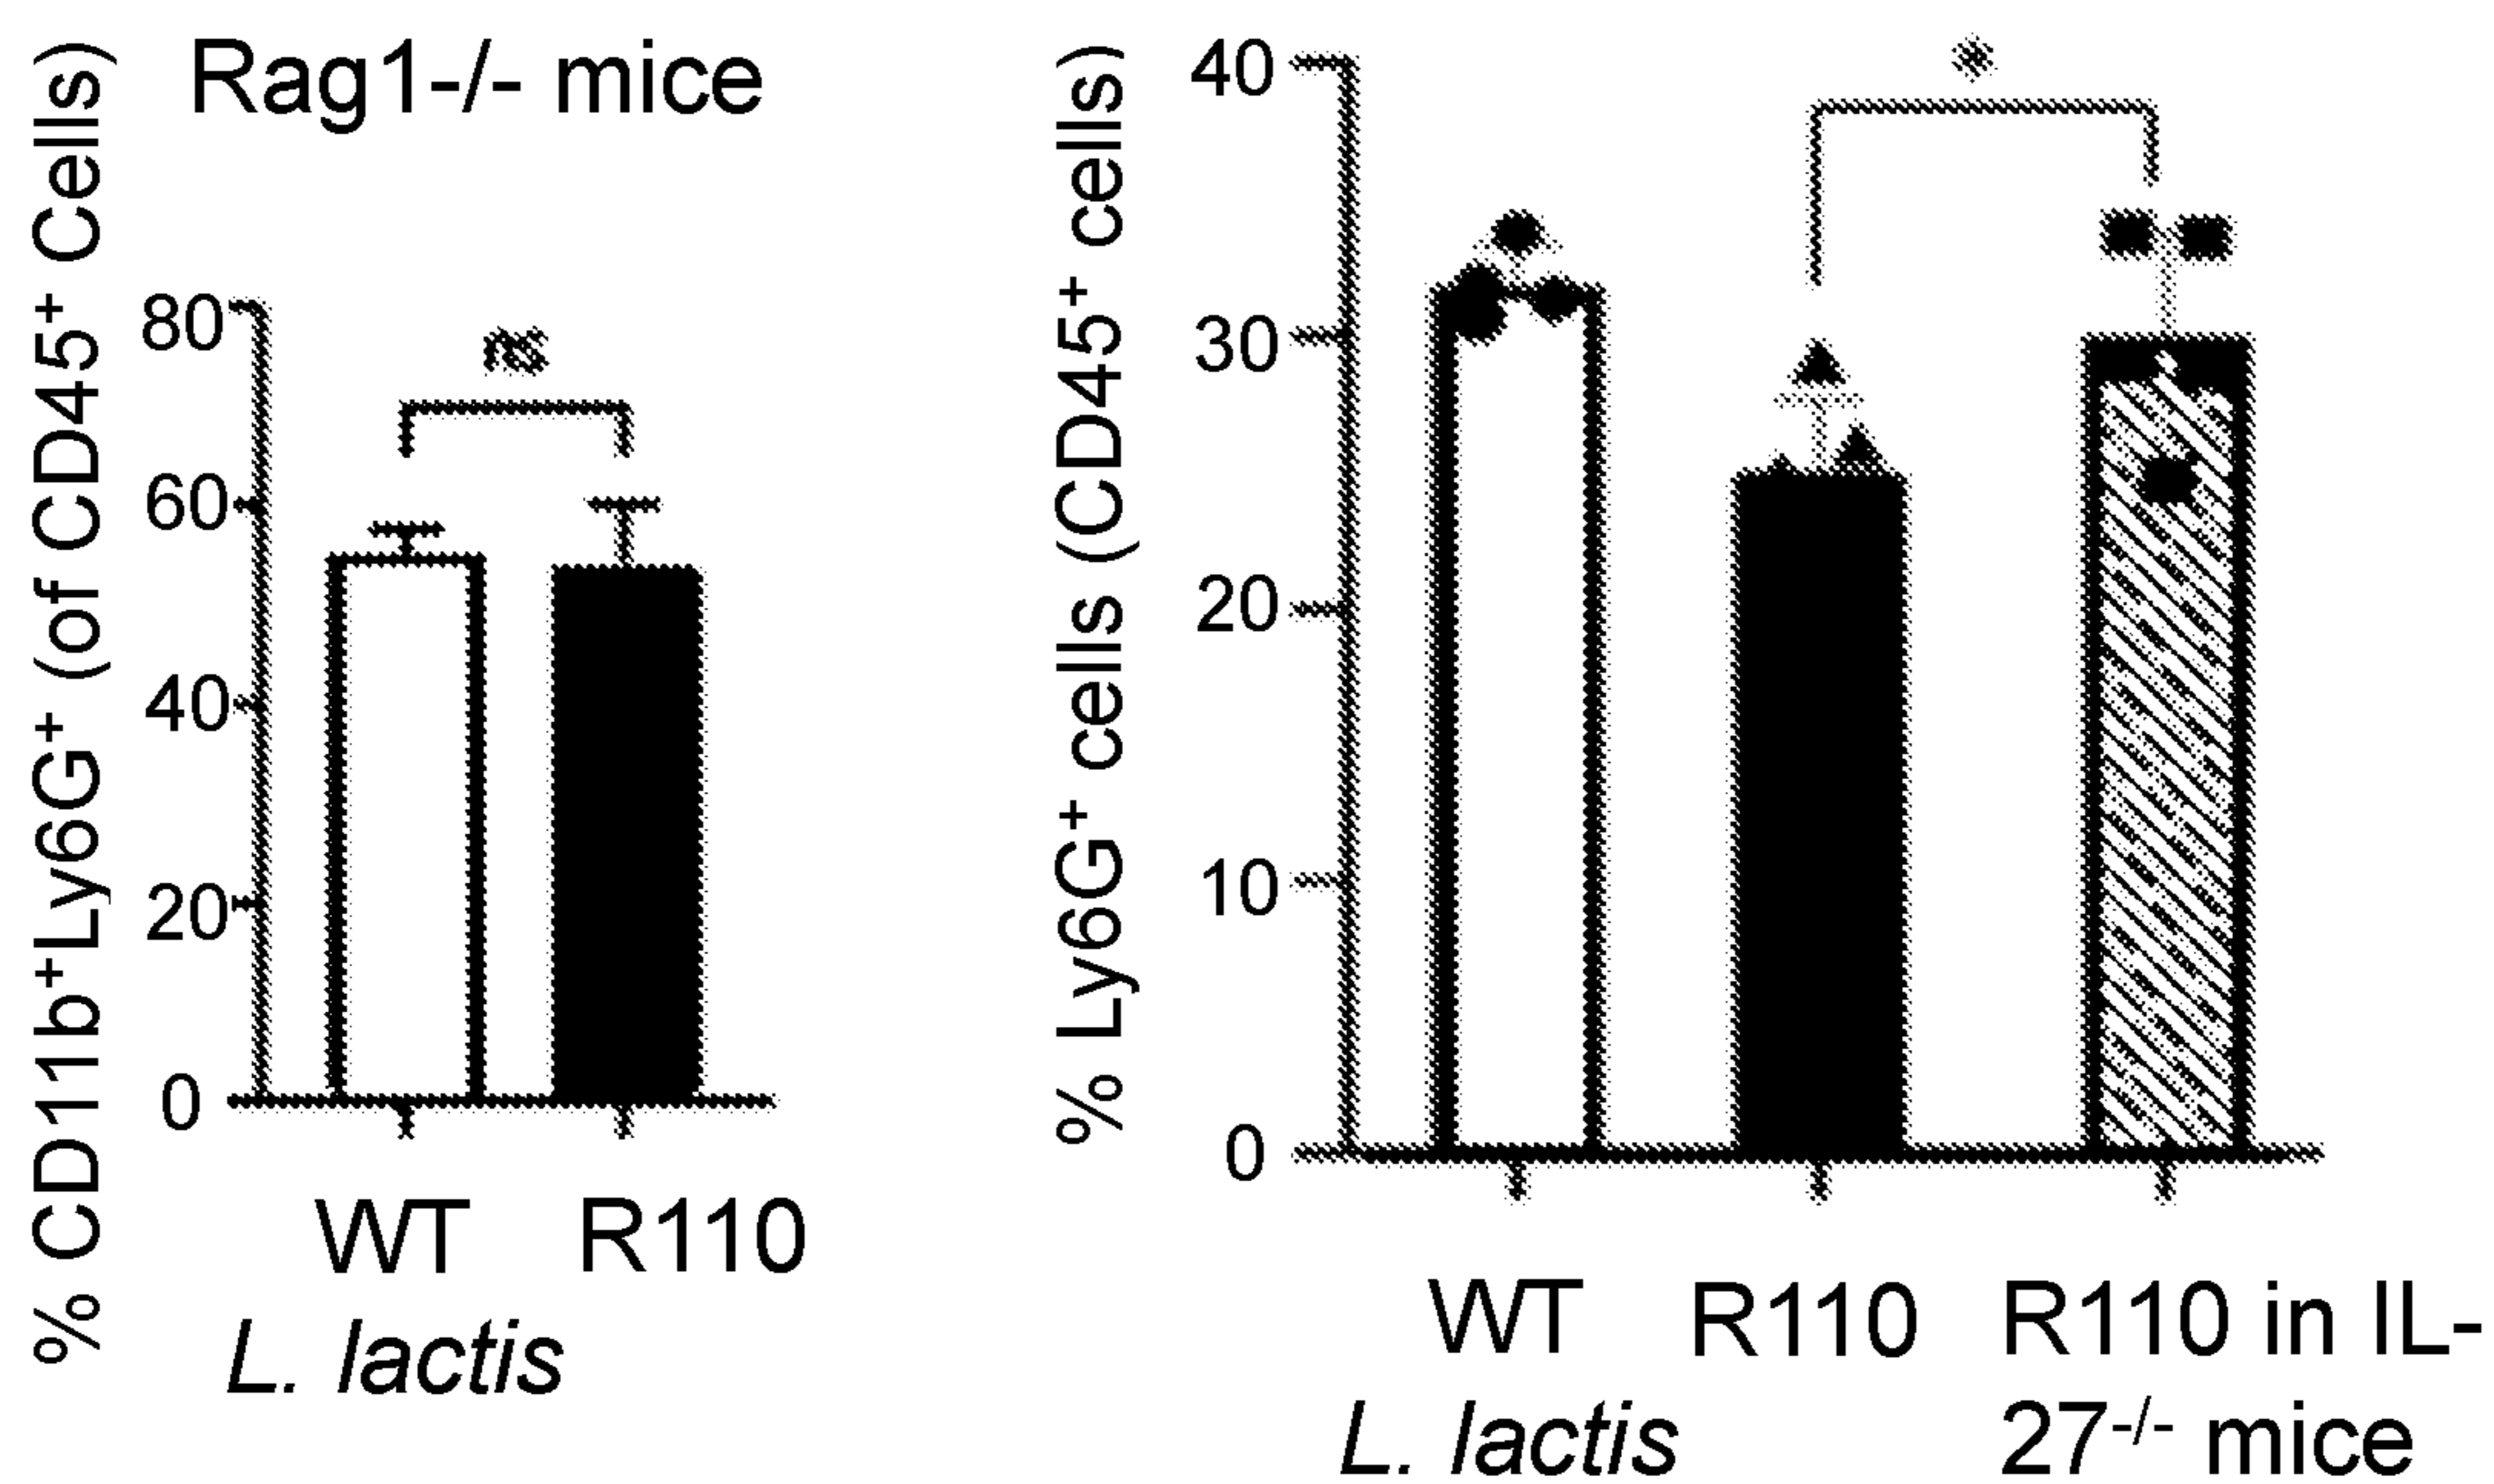 % CD11b⁺Ly6G⁺ (of CD45⁺ Cells)
Rag1-/- mice
80
60
40
20
0
ns
WT
R110
L. lactis
% Ly6G⁺ cells (CD45⁺ cells)
40
30
20
10
0
*
WT
R110
R110 in IL-
27-/- mice
L. lactis